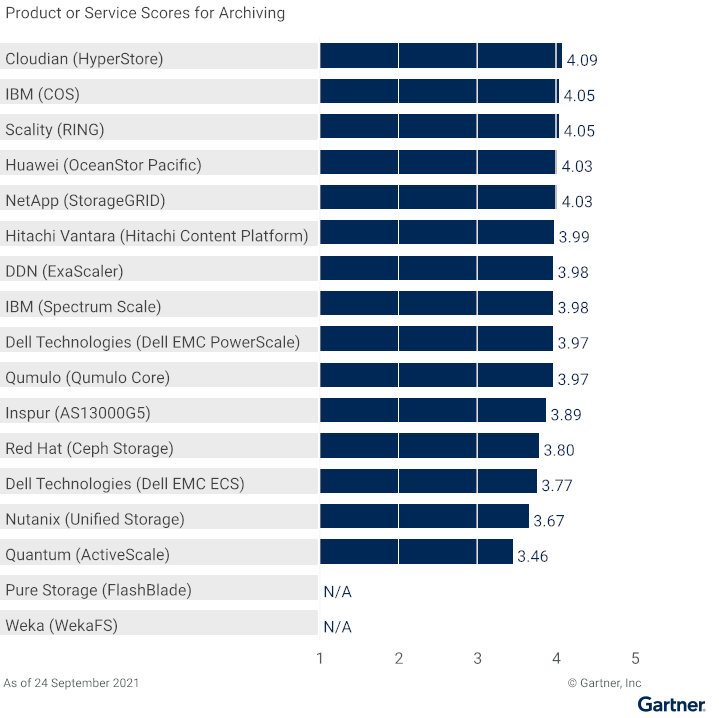 Product or Service Scores for Archiving
Cloudian (HyperStore) 4.09
IBM (COS) 4.05
Scality (RING) 4.05
Huawei (OceanStor Pacific) 4.03
NetApp (StorageGRID) 4.03
Hitachi Vantara (Hitachi Content Platform) 3.99
DDN (ExaScaler) 3.98
IBM (Spectrum Scale) 3.98
Dell Technologies (Dell EMC PowerScale) 3.97
Qumulo (Qumulo Core) 3.97
Inspur (AS13000G5) 3.89
Red Hat (Ceph Storage) 3.80
Dell Technologies (Dell EMC ECS) 3.77
Nutanix (Unified Storage) 3.67
Quantum (ActiveScale) 3.46
Pure Storage (FlashBlade) N/A
Weka (WekaFS) N/A
1 2 3 4 5
As of 24 September 2021 © Gartner, Inc
Gartner